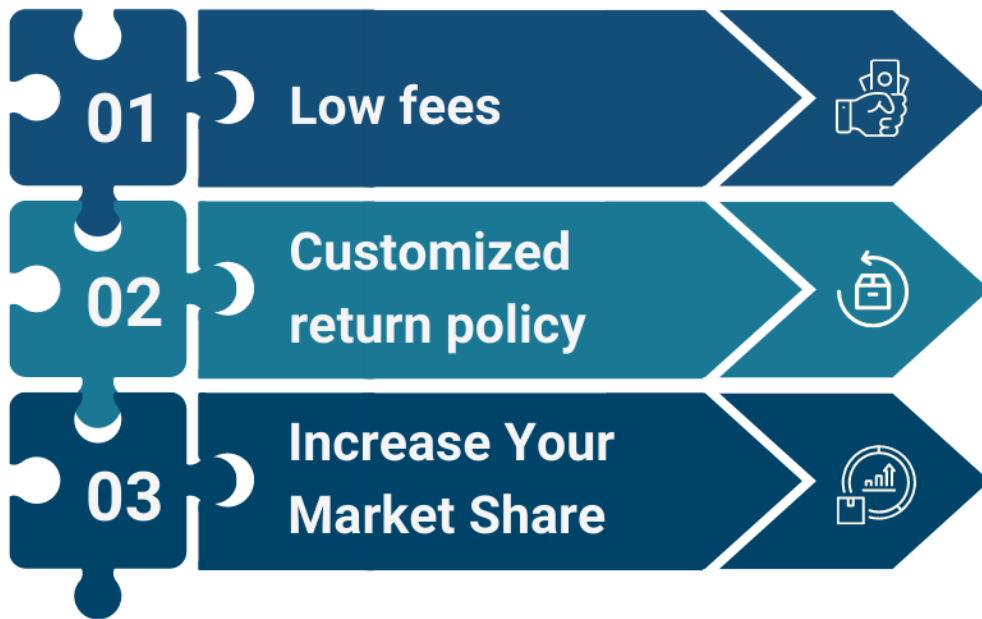 01
Low fees
02
Customized
return policy
03
Increase Your
Market Share